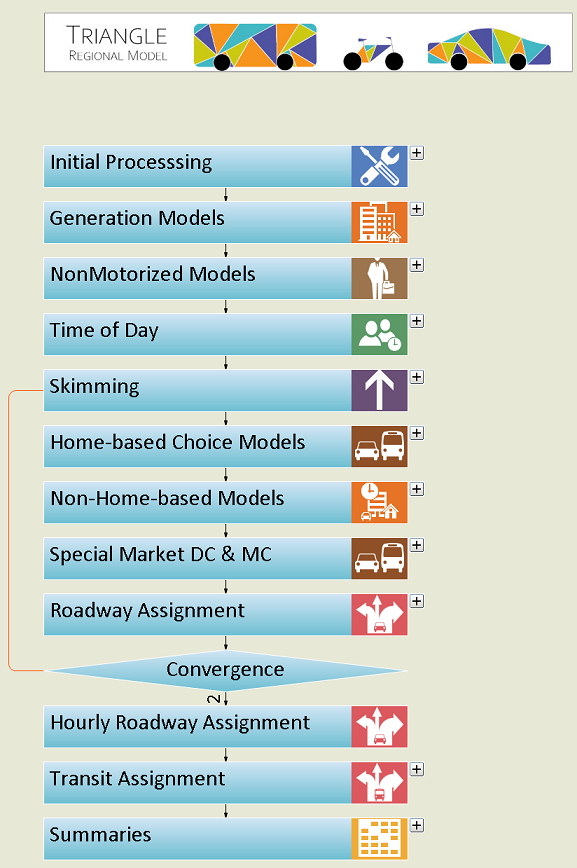 TRIANGLE
REGIONAL MODEL
Initial Processsing
Generation Models
NonMotorized Models
Time of Day
Skimming
Home-based Choice Models
Non-Home-based Models
Special Market DC & MC
Roadway Assignment
Convergence
2
Hourly Roadway Assignment
Transit Assignment
Summaries